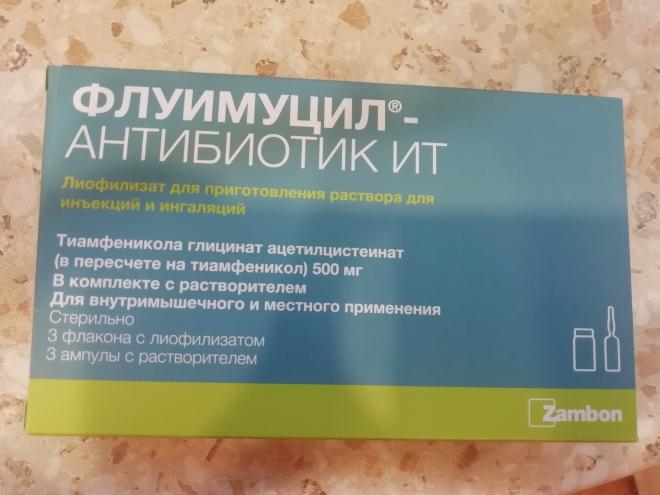 ФЛУИМУЦИЛ®-
АНТИБИОТИК ИТ
Лиофилизат для приготовления раствора для
инъекций и ингаляций
Тиамфеникола глицинат ацетилцистеинат
(в пересчете на тиамфеникол) 500 мг
В комплекте с растворителем
Для внутримышечного и местного применения
Стерильно
3 флакона с лиофилизатом
3 ампулы с растворителем
Zambon